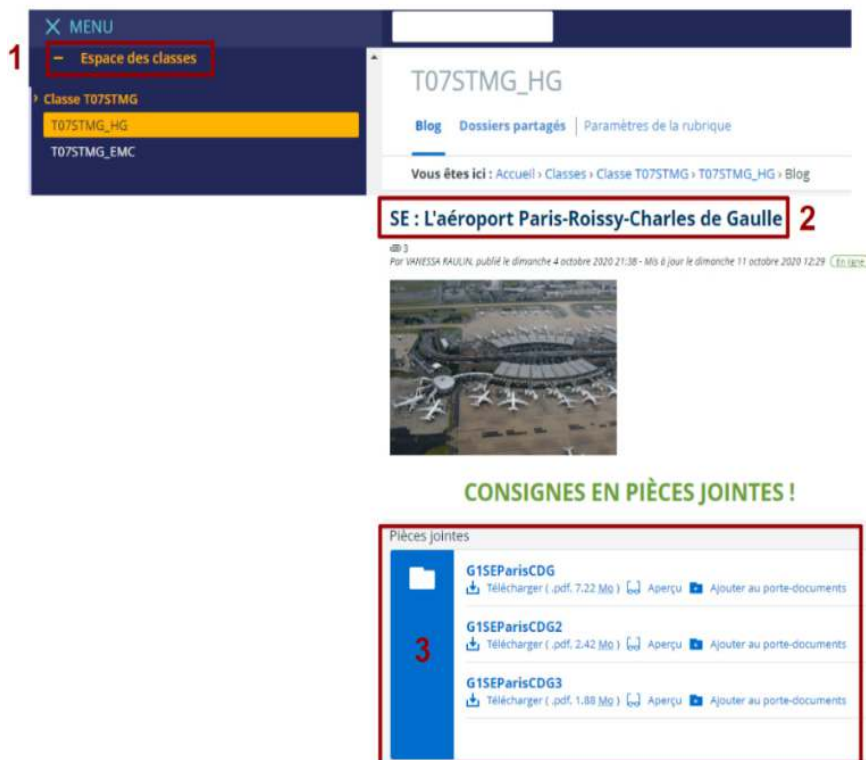 X MENU
1
– Espace des classes
› Classe T07STMG
T07STMG_HG
T07STMG_EMC
T07STMG_HG
Blog Dossiers partagés | Paramètres de la rubrique
Vous êtes ici : Accueil › Classes › Classe T07STMG › T07STMG_HG › Blog
SE : L'aéroport Paris-Roissy-Charles de Gaulle 2
3
Par VANESSA RAULIN, publié le dimanche 4 octobre 2020 21:38 - Mis à jour le dimanche 11 octobre 2020 12:29 En ligne
CONSIGNES EN PIÈCES JOINTES !
Pièces jointes
3
G1SEParisCDG
Télécharger ( .pdf, 7.22 Mo ) Aperçu Ajouter au porte-documents
G1SEParisCDG2
Télécharger ( .pdf, 2.42 Mo ) Aperçu Ajouter au porte-documents
G1SEParisCDG3
Télécharger ( .pdf, 1.88 Mo ) Aperçu Ajouter au porte-documents